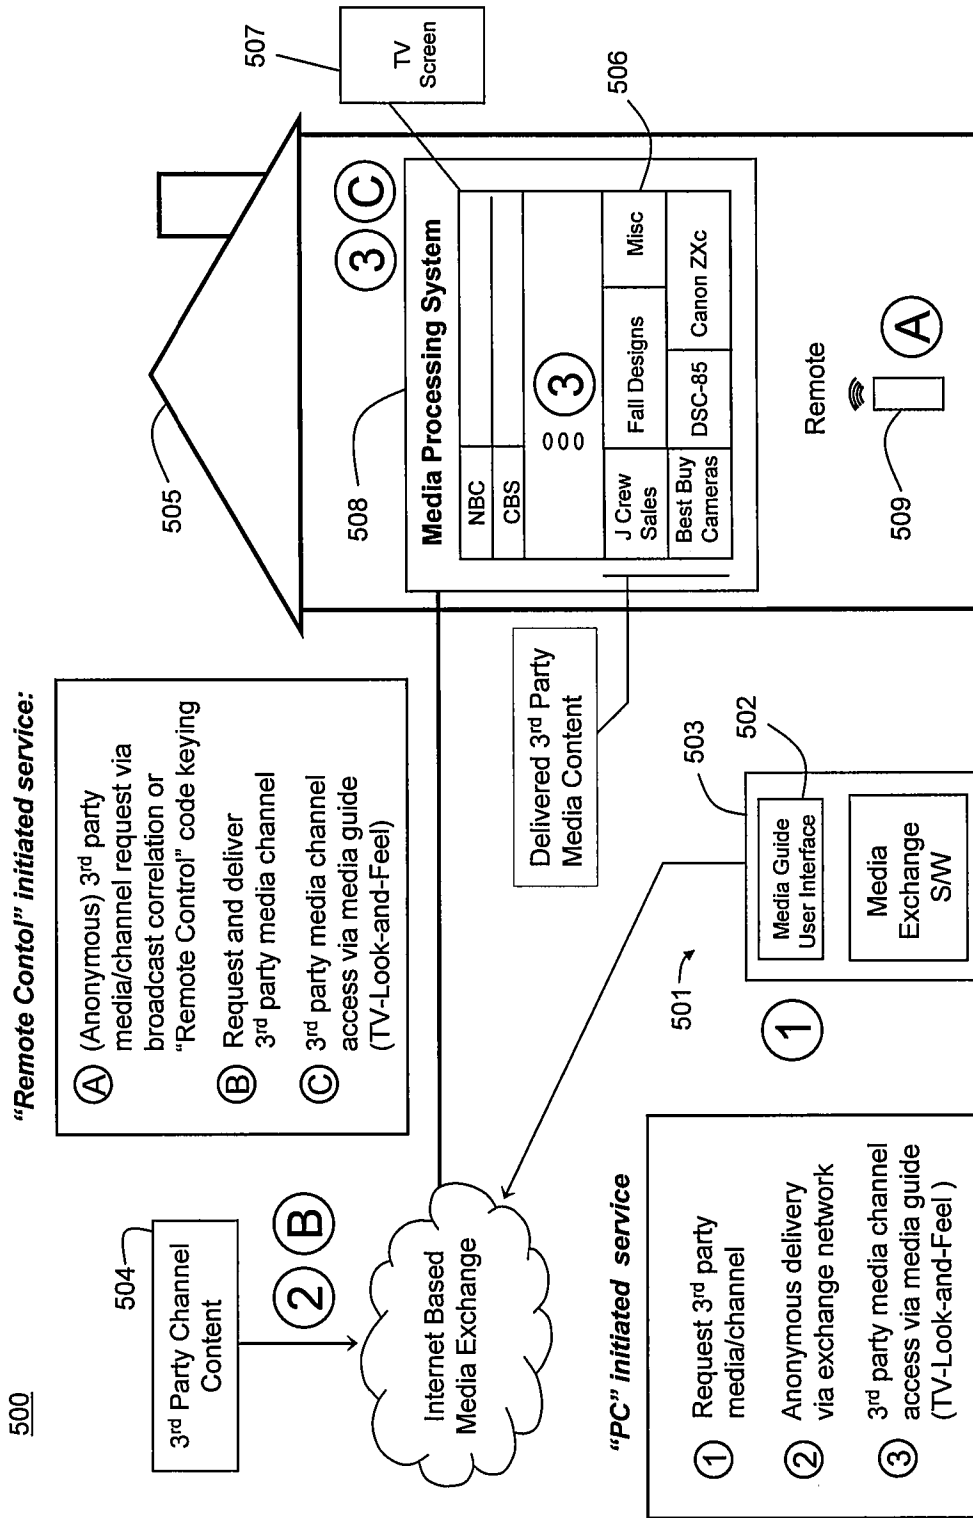 500
"Remote Contol" initiated service:
504
3rd Party Channel
Content
2
B
Internet Based
Media Exchange
A
(Anonymous) 3rd party
media/channel request via
broadcast correlation or
"Remote Control" code keying
B
Request and deliver
3rd party media channel
C
3rd party media channel
access via media guide
(TV-Look-and-Feel)
505
3
C
507
TV
Screen
508
Media Processing System
NBC
CBS
000
3
J Crew
Sales
Fall Designs
Misc
Best Buy
Cameras
DSC-85
Canon ZXc
506
Delivered 3rd Party
Media Content
Remote
509
A
"PC" initiated service
1
Request 3rd party
media/channel
2
Anonymous delivery
via exchange network
3
3rd party media channel
access via media guide
(TV-Look-and-Feel )
1
501
503
502
Media Guide
User Interface
Media
Exchange
S/W